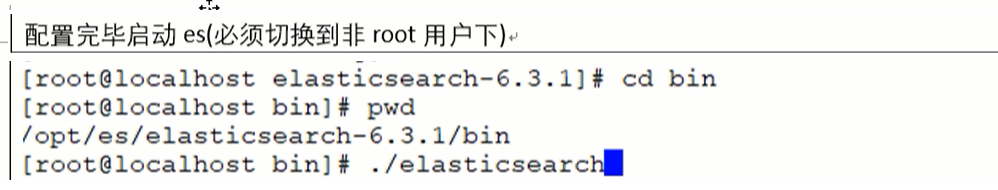 配置完毕启动 es(必须切换到非 root 用户下)↵
[root@localhost elasticsearch-6.3.1]# cd bin
[root@localhost bin]# pwd
/opt/es/elasticsearch-6.3.1/bin
[root@localhost bin]# ./elasticsearch